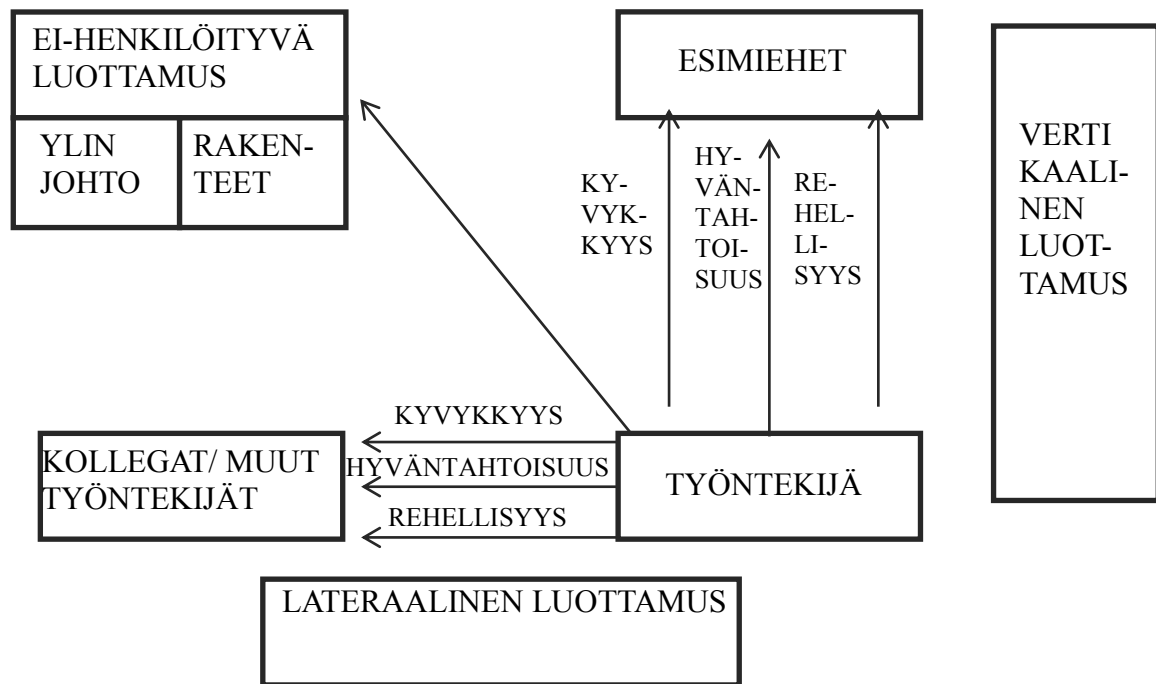 EI-HENKILÖITYVÄ
LUOTTAMUS
YLIN
JOHTO
RAKEN-
TEET
ESIMIEHET
KY-
VYK-
KYYS
HY-
VÄN-
TAH-
TOI-
SUUS
RE-
HEL-
LI-
SYYS
VERTI
KAALI-
NEN
LUOT-
TAMUS
KYVYKKYYS
HYVÄNTAHTOISUUS
REHELLISYYS
KOLLEGAT/ MUUT
TYÖNTEKIJÄT
TYÖNTEKIJÄ
LATERAALINEN LUOTTAMUS